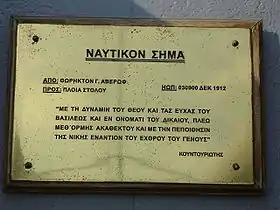 ΝΑΥΤΙΚΟΝ ΣΗΜΑ
ΑΠΟ: ΘΩΡΗΚΤΟΝ Γ. ΑΒΕΡΩΦ ΗΩΠ: 030900 ΔΕΚ 1912
ΠΡΟΣ: ΠΛΟΙΑ ΣΤΟΛΟΥ
"ΜΕ ΤΗ ΔΥΝΑΜΗ ΤΟΥ ΘΕΟΥ ΚΑΙ ΤΑΣ ΕΥΧΑΣ ΤΟΥ
ΒΑΣΙΛΕΩΣ ΚΑΙ ΕΝ ΟΝΟΜΑΤΙ ΤΟΥ ΔΙΚΑΙΟΥ, ΠΛΕΩ
ΜΕΘ'ΟΡΜΗΣ ΑΚΑΘΕΚΤΟΥ ΚΑΙ ΜΕ ΤΗΝ ΠΕΠΟΙΘΗΣΗ
ΤΗΣ ΝΙΚΗΣ ΕΝΑΝΤΙΟΝ ΤΟΥ ΕΧΘΡΟΥ ΤΟΥ ΓΕΝΟΥΣ"
ΚΟΥΝΤΟΥΡΙΩΤΗΣ